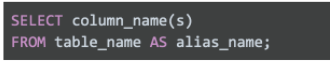 SELECT column_name(s)
FROM table_name AS alias_name;